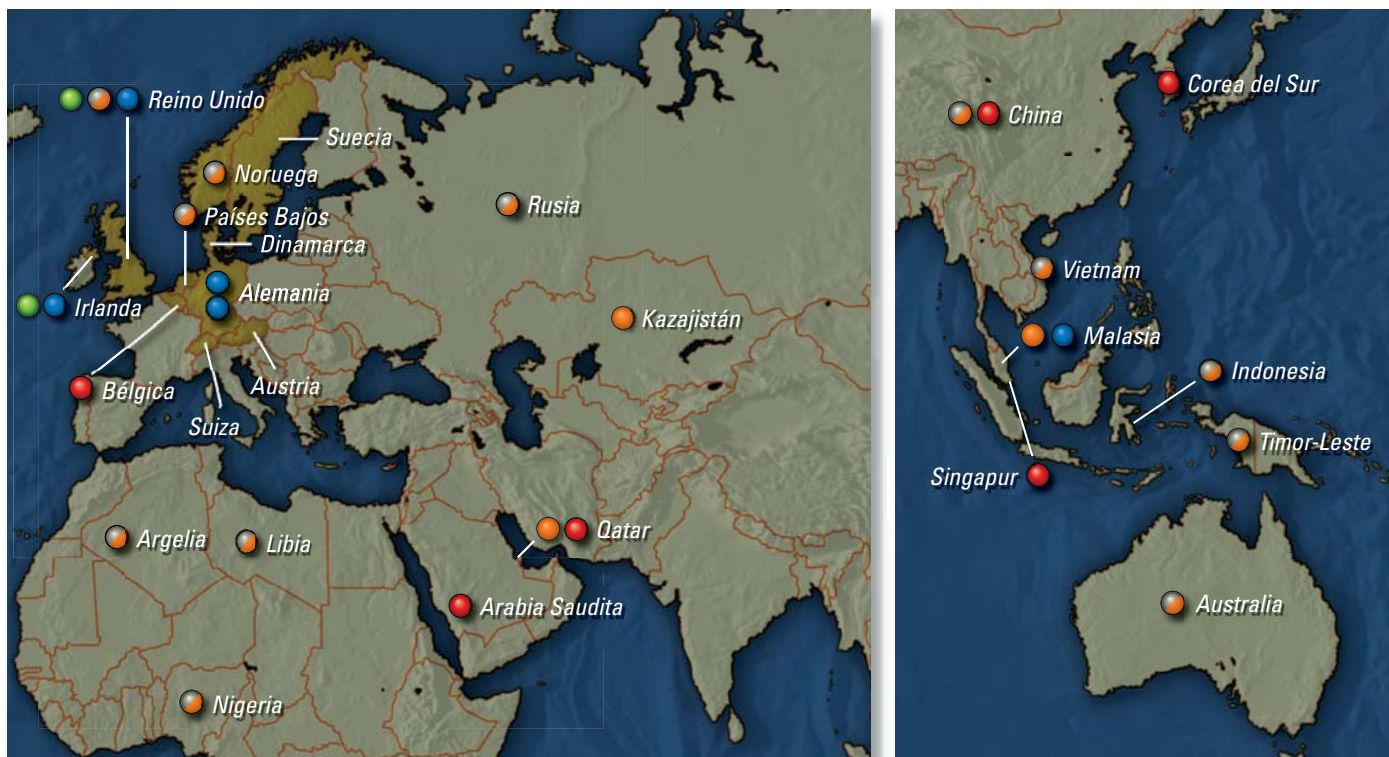 Reino Unido
Suecia
Noruega
Países Bajos
Dinamarca
Rusia
Irlanda
Alemania
Kazajistán
Bélgica
Austria
Suiza
Argelia
Libia
Qatar
Arabia Saudita
Nigeria
Corea del Sur
China
Vietnam
Malasia
Indonesia
Timor-Leste
Singapur
Australia